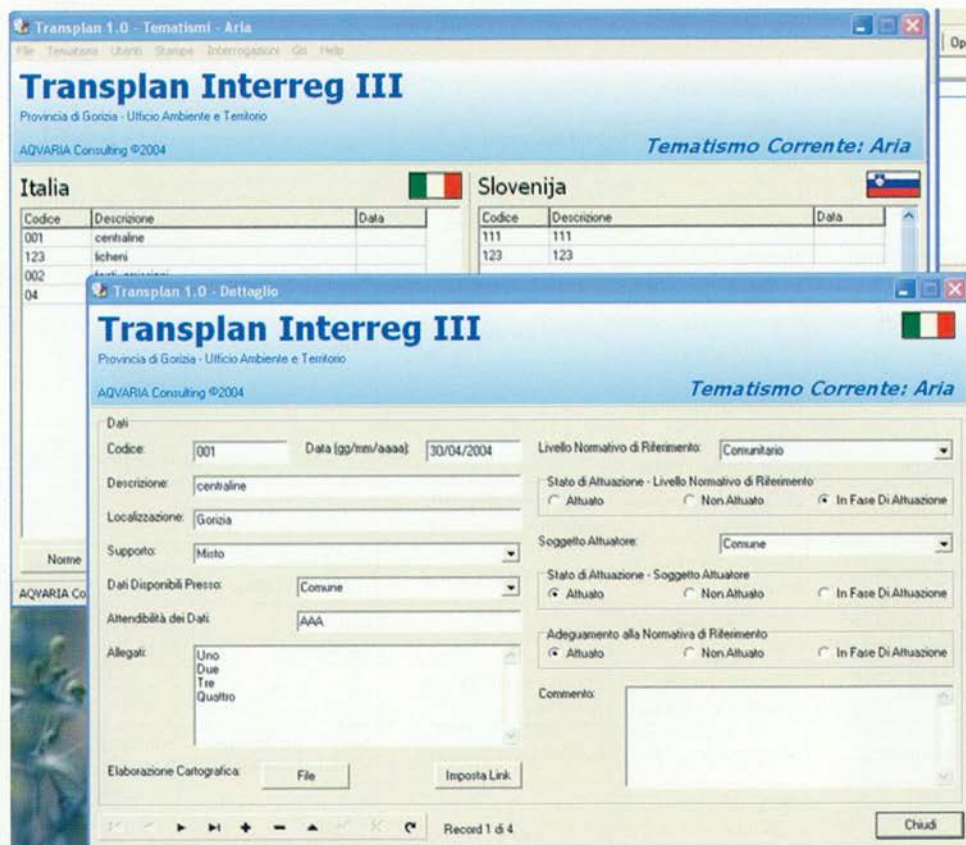 Transplan 1.0 - Tematismi - Aria
File Tematismi Utenti Stampe Interrogazioni Gis Help
Op
Transplan Interreg III
Provincia di Gorizia - Ufficio Ambiente e Territorio
AQVARIA Consulting ©2004
Tematismo Corrente: Aria
Italia
Slovenija
Codice Descrizione Data
Codice Descrizione Data
001 centraline
111 111
123 licheni
123 123
002
04
Transplan 1.0 - Dettaglio
Transplan Interreg III
Provincia di Gorizia - Ufficio Ambiente e Territorio
AQVARIA Consulting ©2004
Tematismo Corrente: Aria
Norme
AQVARIA Co
Dati
Codice: 001 Data (gg/mm/aaaa): 30/04/2004
Descrizione: centraline
Localizzazione: Gorizia
Supporto: Misto
Dati Disponibili Presso: Comune
Attendibilità dei Dati: AAA
Allegati: Uno
Due
Tre
Quattro
Elaborazione Cartografica: File Imposta Link
Livello Normativo di Riferimento: Comunitario
Stato di Attuazione - Livello Normativo di Riferimento
Attuato Non Attuato In Fase Di Attuazione
Soggetto Attuatore: Comune
Stato di Attuazione - Soggetto Attuatore
Attuato Non Attuato In Fase Di Attuazione
Adeguamento alla Normativa di Riferimento
Attuato Non Attuato In Fase Di Attuazione
Commento:
Record 1 di 4
Chiudi